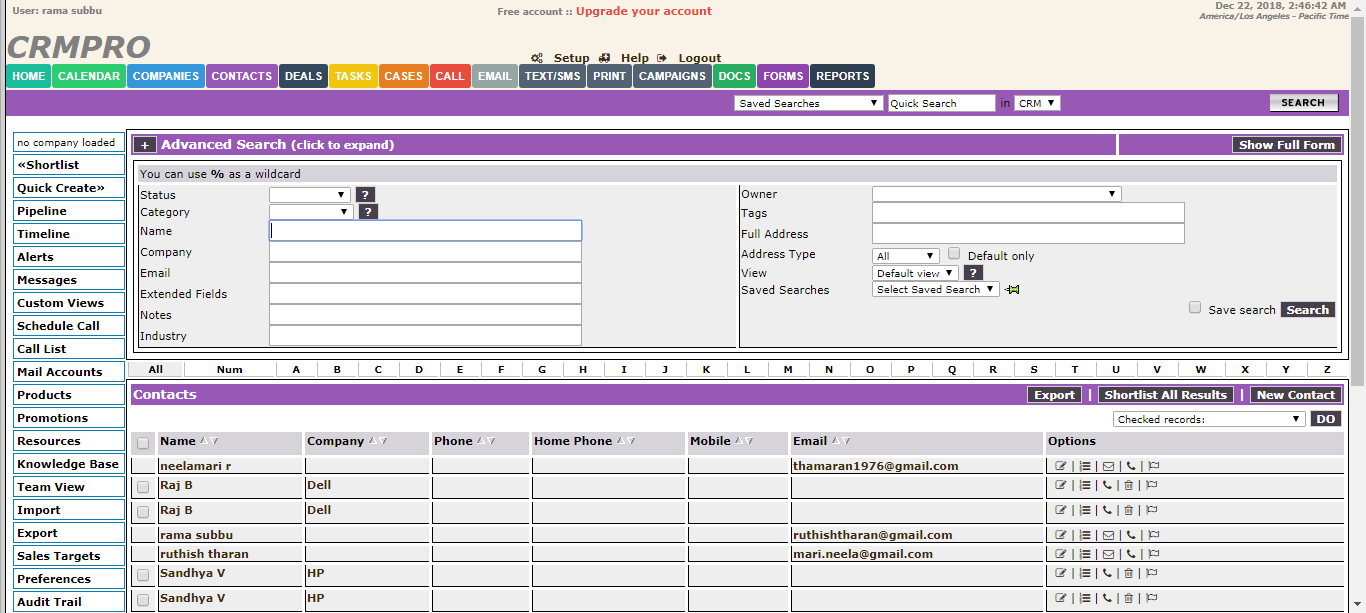 User: rama subbu
Free account :: Upgrade your account
Dec 22, 2018, 2:46:42 AM
America/Los Angeles - Pacific Time
CRMPRO
Setup Help Logout
HOME CALENDAR COMPANIES CONTACTS DEALS TASKS CASES CALL EMAIL TEXT/SMS PRINT CAMPAIGNS DOCS FORMS REPORTS
Saved Searches Quick Search in CRM SEARCH
no company loaded
«Shortlist
Quick Create»
Pipeline
Timeline
Alerts
Messages
Custom Views
Schedule Call
Call List
Mail Accounts
Products
Promotions
Resources
Knowledge Base
Team View
Import
Export
Sales Targets
Preferences
Audit Trail
+ Advanced Search (click to expand) Show Full Form
You can use % as a wildcard
Status ?
Category ?
Name
Company
Email
Extended Fields
Notes
Industry
Owner
Tags
Full Address
Address Type All Default only
View Default view ?
Saved Searches Select Saved Search
Save search Search
All Num A B C D E F G H I J K L M N O P Q R S T U V W X Y Z
Contacts Export | Shortlist All Results | New Contact
Checked records: DO
Name Company Phone Home Phone Mobile Email Options
neelamari r thamaran1976@gmail.com | | | |
Raj B Dell | | | |
Raj B Dell | | | |
rama subbu ruthishtharan@gmail.com | | | |
ruthish tharan mari.neela@gmail.com | | | |
Sandhya V HP | | | |
Sandhya V HP | | | |